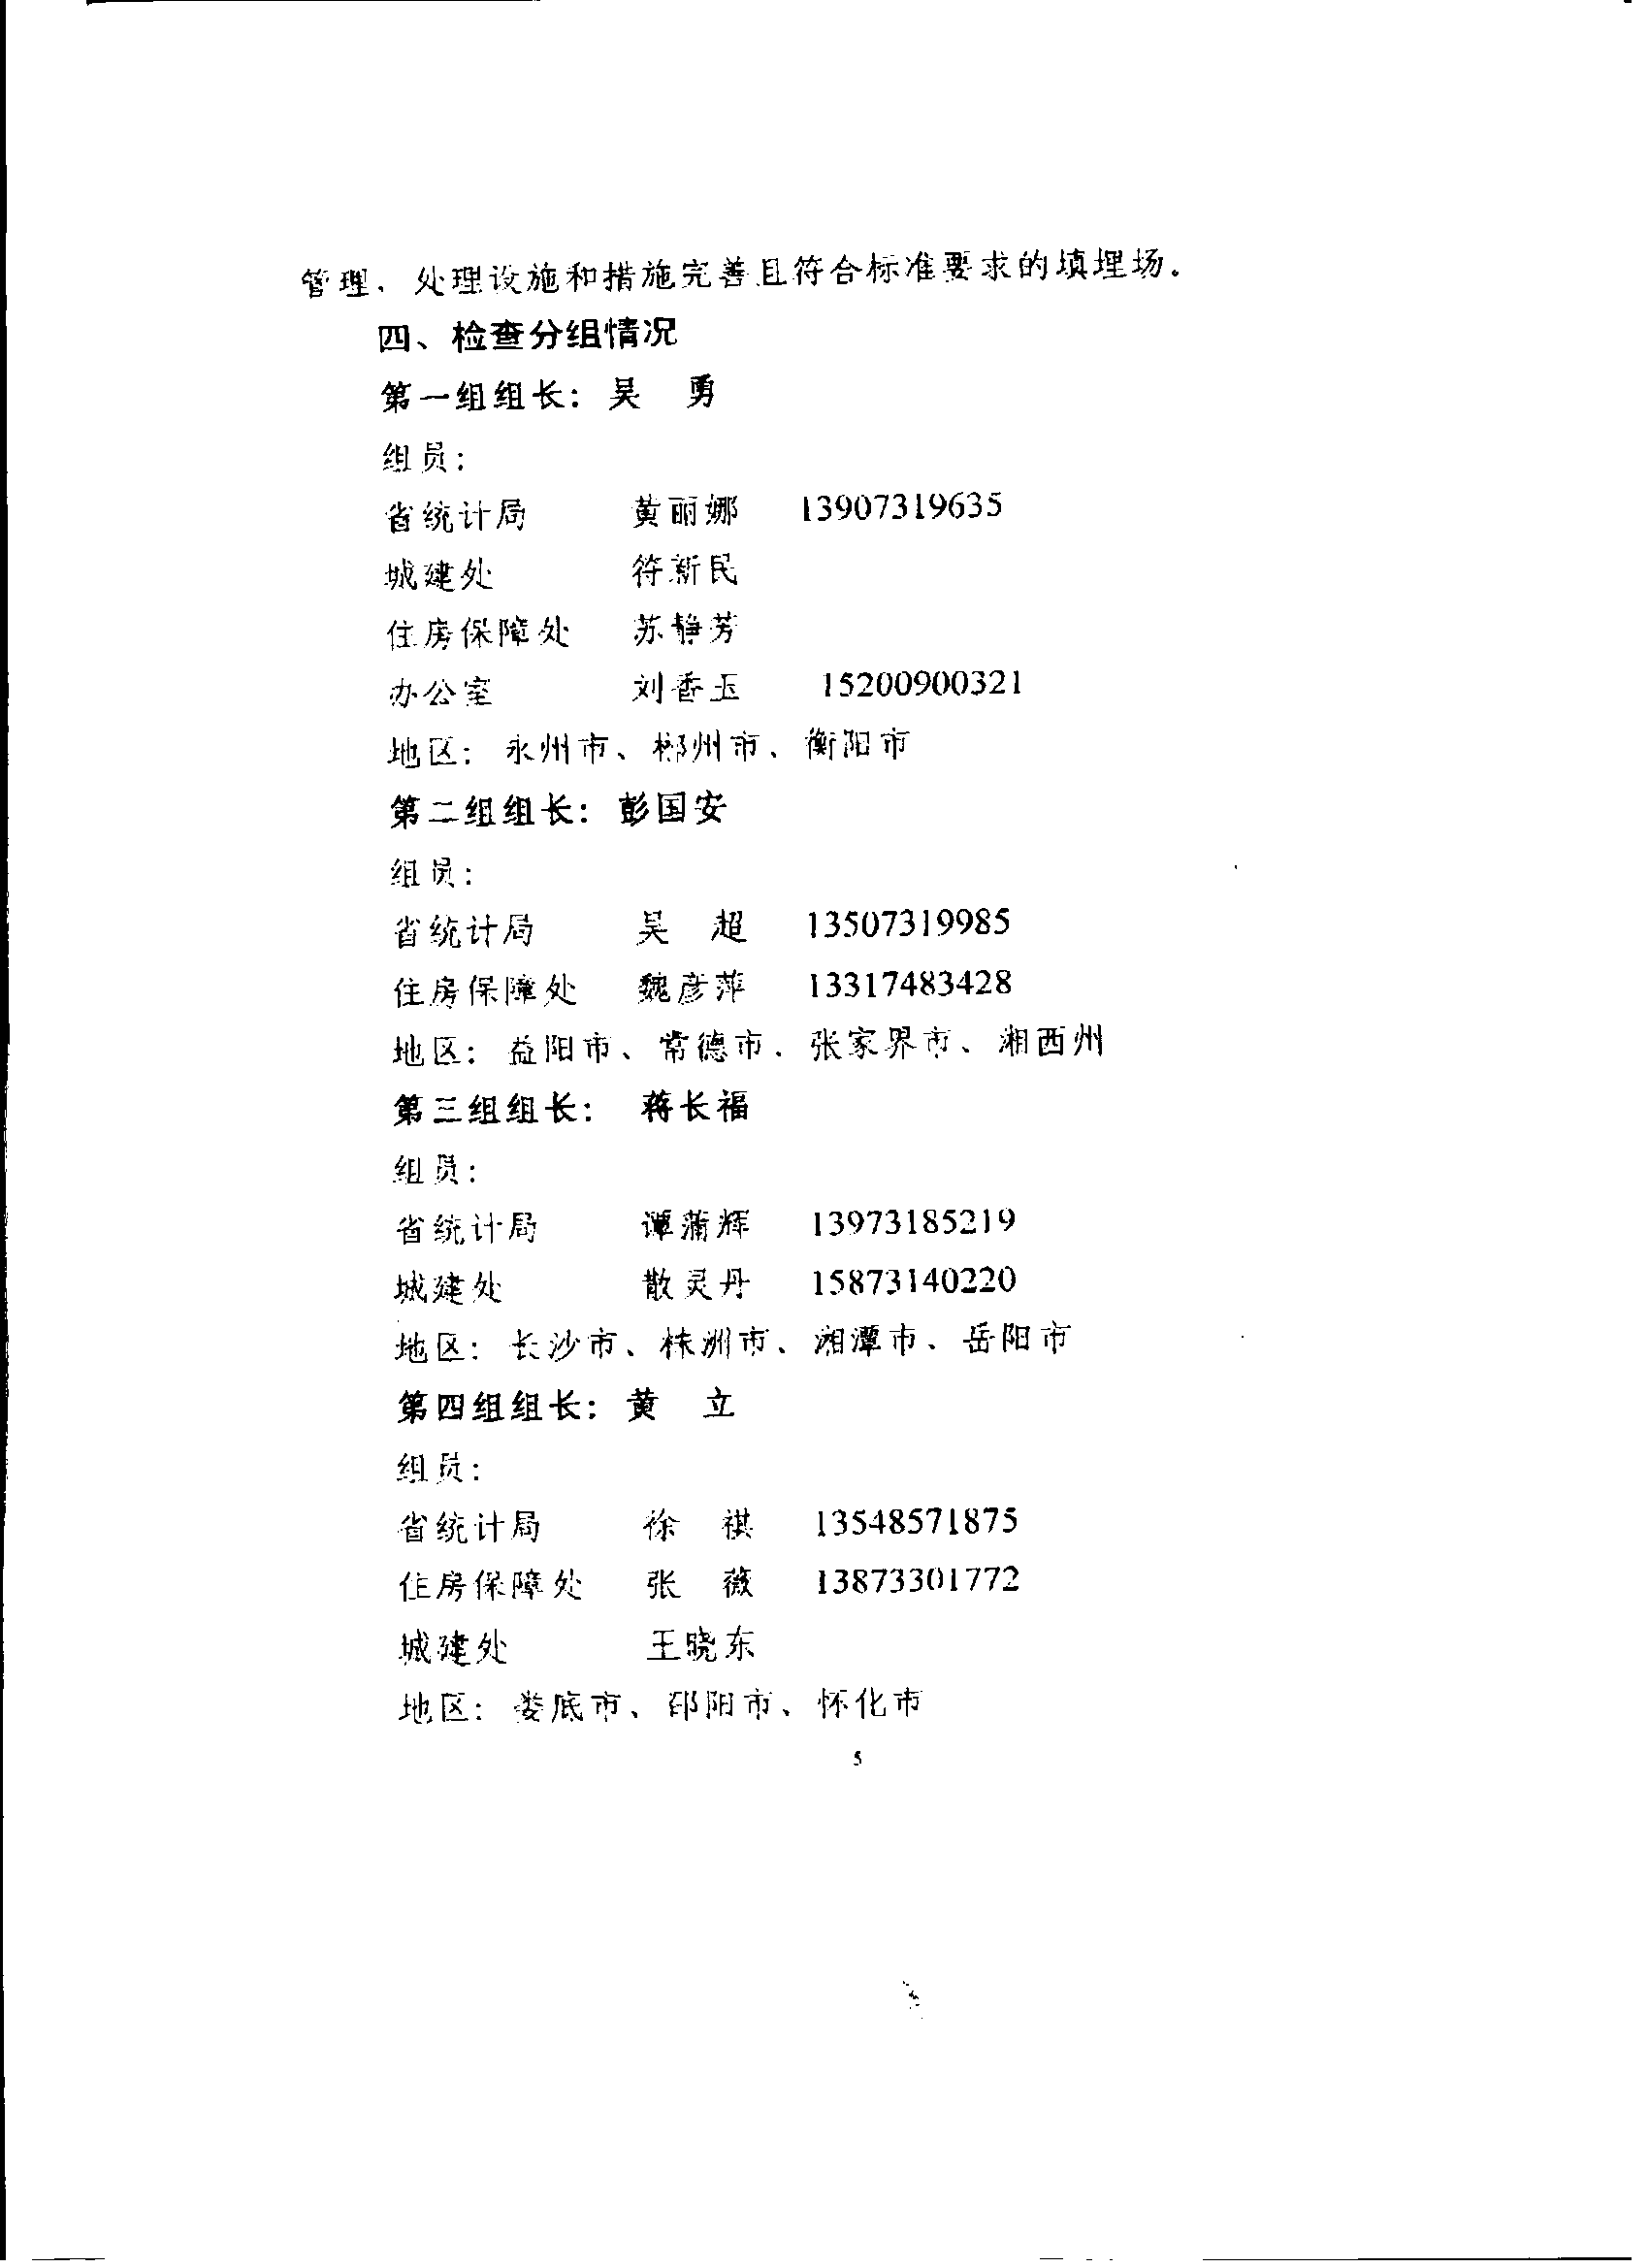 管理、处理设施和措施完善且符合标准要求的填埋场。
四、检查分组情况
第一组组长：吴　勇
组员：
省统计局　黄丽娜　13907319635
城建处　符新民
住房保障处　苏静芳
办公室　刘香玉　15200900321
地区：永州市、郴州市、衡阳市
第二组组长：彭国安
组员：
省统计局　吴　超　13507319985
住房保障处　魏彦萍　13317483428
地区：益阳市、常德市、张家界市、湘西州
第三组组长：蒋长福
组员：
省统计局　谭蒲辉　13973185219
城建处　散灵丹　15873140220
地区：长沙市、株洲市、湘潭市、岳阳市
第四组组长：黄　立
组员：
省统计局　徐　祺　13548571875
住房保障处　张　薇　13873301772
城建处　王晓东
地区：娄底市、邵阳市、怀化市
5